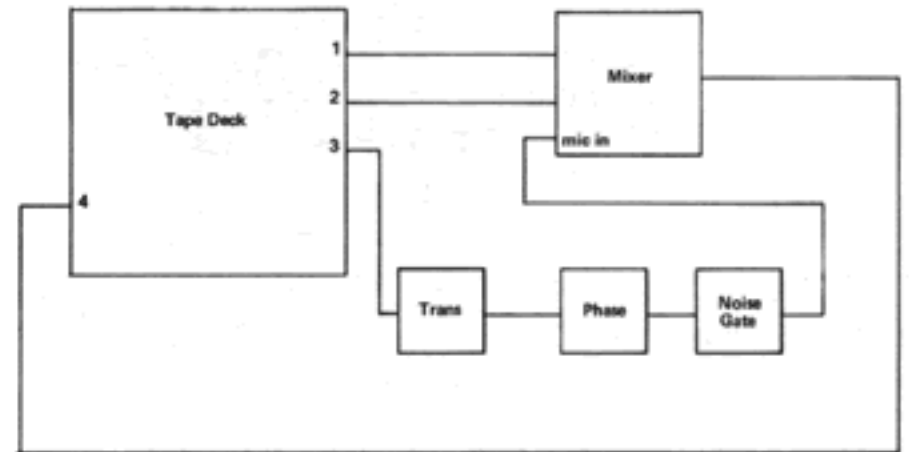 1
Mixer
2
Tape Deck
3
mic in
4
Trans
Phase
Noise
Gate